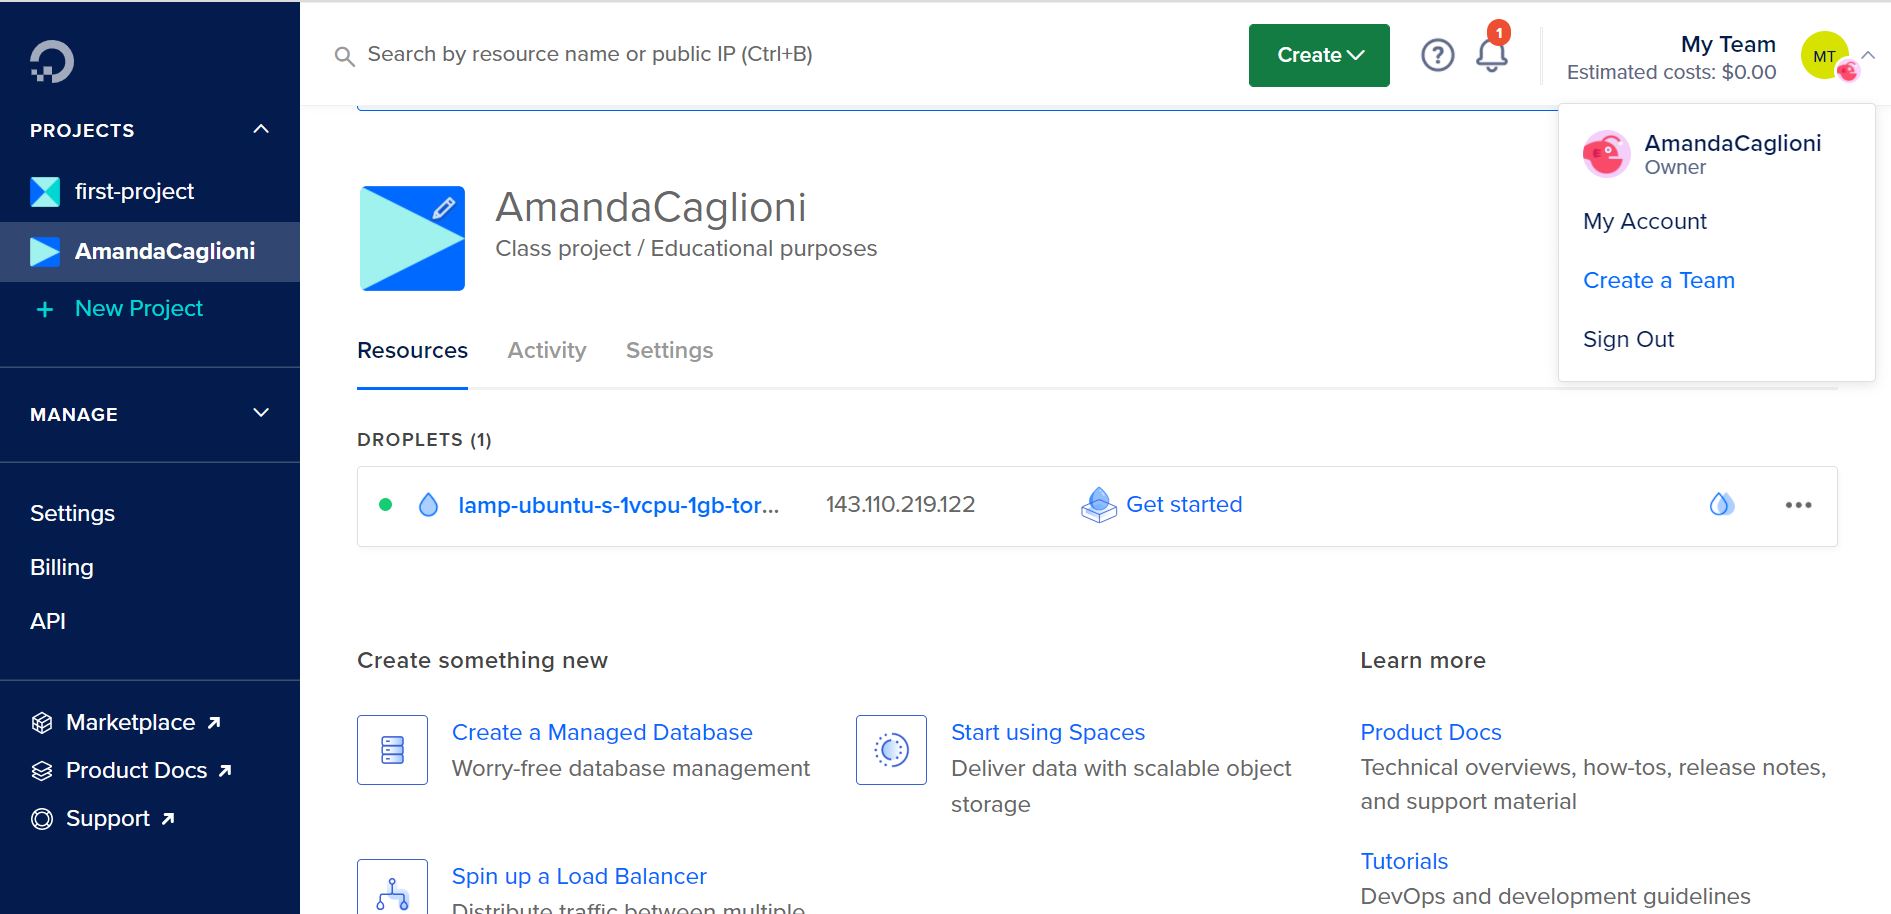 Search by resource name or public IP (Ctrl+B)
Create
1
My Team
Estimated costs: $0.00
MT
PROJECTS
first-project
AmandaCaglioni
+ New Project
MANAGE
Settings
Billing
API
Marketplace
Product Docs
Support
AmandaCaglioni
Owner
My Account
Create a Team
Sign Out
AmandaCaglioni
Class project / Educational purposes
Resources
Activity
Settings
DROPLETS (1)
lamp-ubuntu-s-1vcpu-1gb-tor...
143.110.219.122
Get started
Create something new
Create a Managed Database
Worry-free database management
Start using Spaces
Deliver data with scalable object
storage
Spin up a Load Balancer
Distribute traffic between multiple
Learn more
Product Docs
Technical overviews, how-tos, release notes,
and support material
Tutorials
DevOps and development guidelines